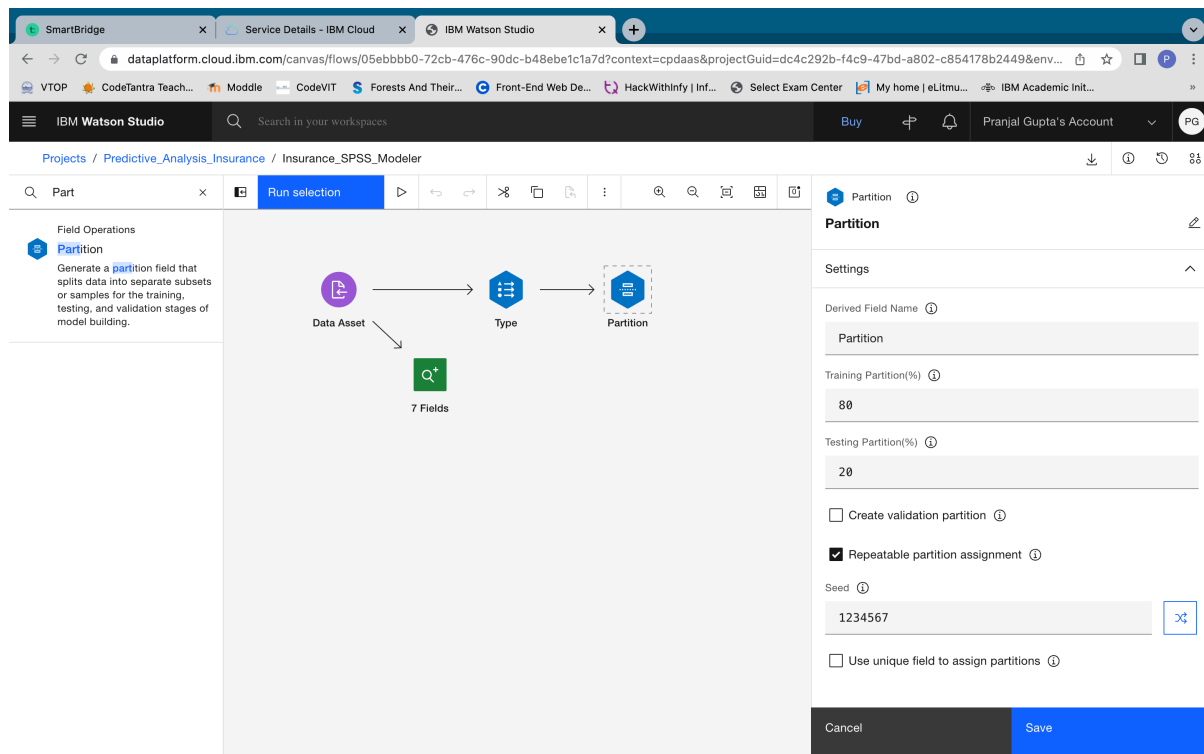 SmartBridge
Service Details - IBM Cloud
IBM Watson Studio
dataplatform.cloud.ibm.com/canvas/flows/05ebbbb0-72cb-476c-90dc-b48ebe1c1a7d?context=cpdaas&projectGuid=dc4c292b-f4c9-47bd-a802-c854178b2449&env...
P
VTOP
CodeTantra Teach...
Moddle
CodeVIT
Forests And Their...
Front-End Web De...
HackWithInfy | Inf...
Select Exam Center
My home | eLitmu...
IBM Academic Init...
»
IBM Watson Studio
Search in your workspaces
Buy
Pranjal Gupta's Account
PG
Projects / Predictive_Analysis_Insurance / Insurance_SPSS_Modeler
Part
Run selection
Field Operations
Partition
Generate a partition field that
splits data into separate subsets
or samples for the training,
testing, and validation stages of
model building.
Data Asset
Type
Partition
7 Fields
Partition
Partition
Settings
Derived Field Name
Partition
Training Partition(%)
80
Testing Partition(%)
20
Create validation partition
Repeatable partition assignment
Seed
1234567
Use unique field to assign partitions
Cancel
Save